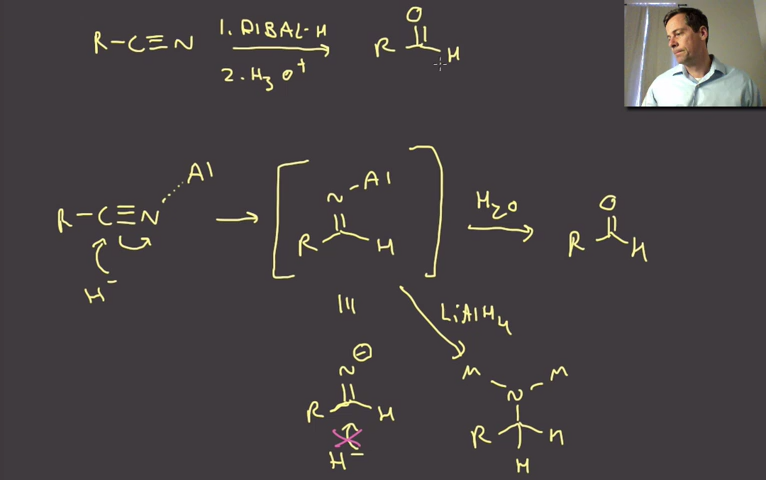 R-C≡N 1. DIBAL-H
2. H3O+
O
R H
R-C≡N Al
H-
N-Al
R H
H2O
O
R H
LiAlH4
N
R H
H-
M M
N
R H
H